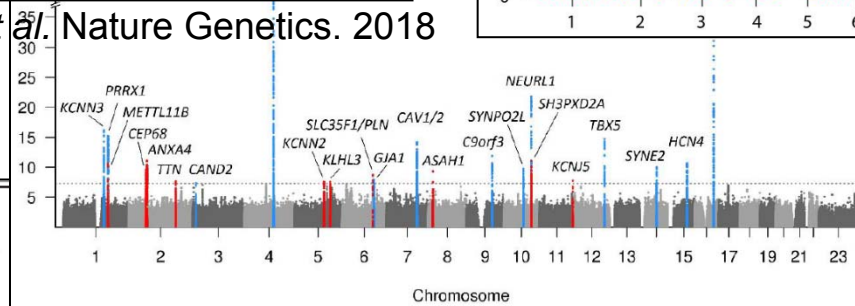 al. Nature Genetics. 2018
1 2 3 4 5 6
35
30
25
20
15
10
5
KCNN3
PRRX1
METTL11B
CEP68
ANXA4
TTN
CAND2
KCNN2
SLC35F1/PLN
KLHL3
GJA1
CAV1/2
ASAH1
C9orf3
SYNPO2L
NEURL1
SH3PXD2A
KCNJ5
TBX5
SYNE2
HCN4
1 2 3 4 5 6 7 8 9 10 11 12 13 15 17 19 21 23
Chromosome